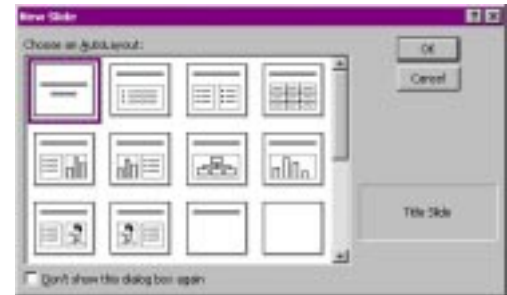 New Slide
Choose an AutoLayout:
OK
Cancel
Title Slide
Don't show this dialog box again